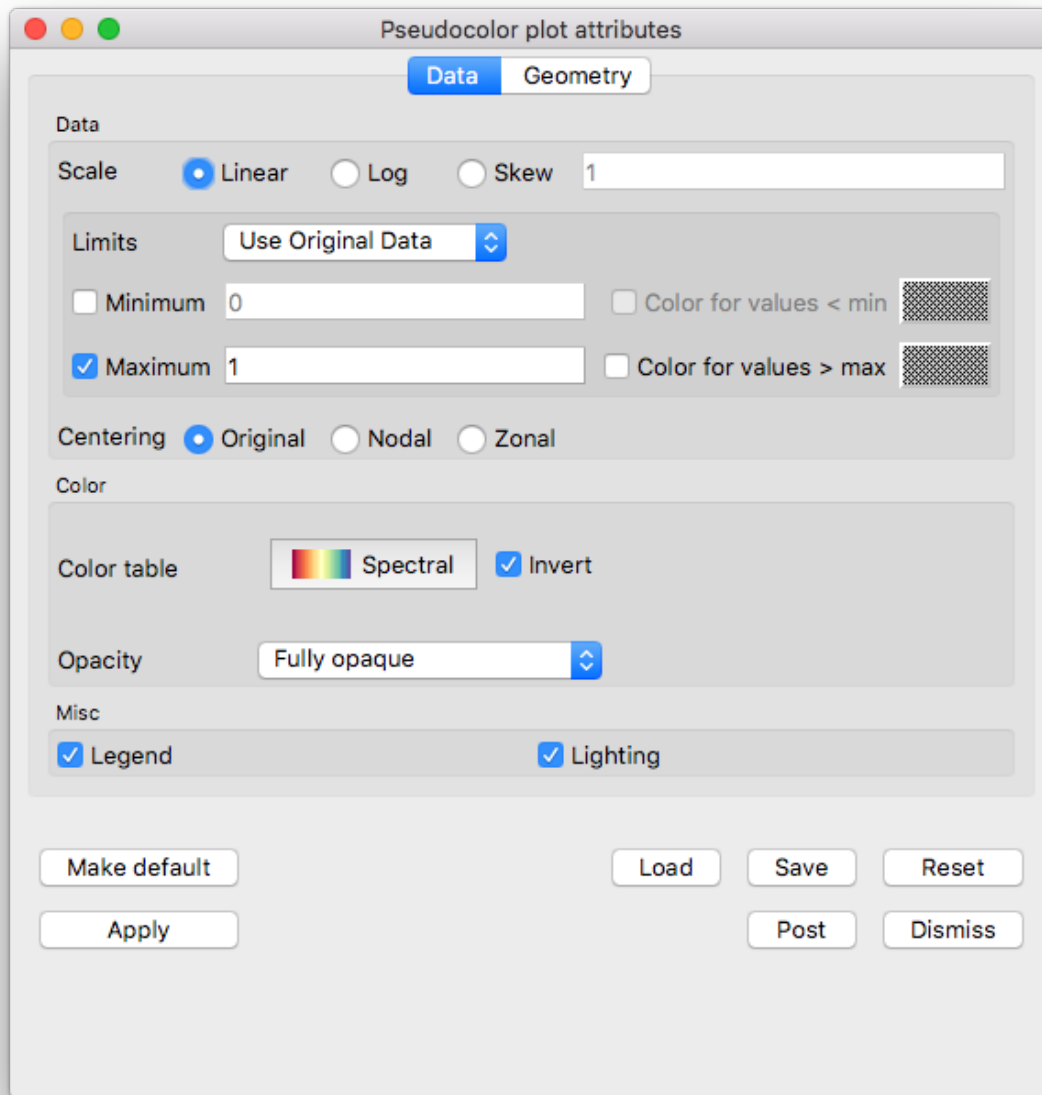 Pseudocolor plot attributes
Data Geometry
Data
Scale Linear Log Skew 1
Limits Use Original Data
Minimum 0 Color for values < min
Maximum 1 Color for values > max
Centering Original Nodal Zonal
Color
Color table Spectral Invert
Opacity Fully opaque
Misc
Legend Lighting
Make default Load Save Reset
Apply Post Dismiss